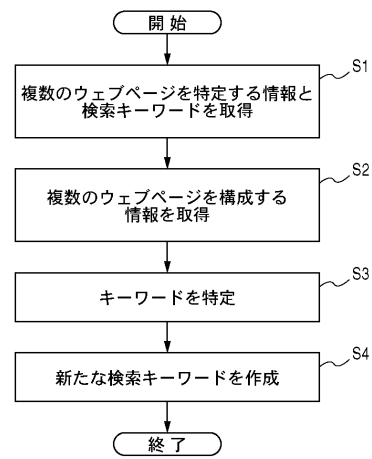 開始
S1
複数のウェブページを特定する情報と
検索キーワードを取得
S2
複数のウェブページを構成する
情報を取得
S3
キーワードを特定
S4
新たな検索キーワードを作成
終了